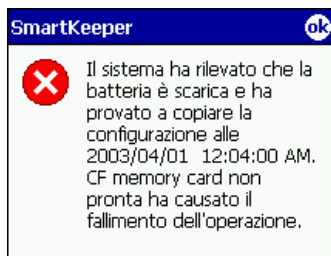 SmartKeeper
ok
Il sistema ha rilevato che la
batteria è scarica e ha
provato a copiare la
configurazione alle
2003/04/01  12:04:00 AM.
CF memory card non
pronta ha causato il
fallimento dell'operazione.